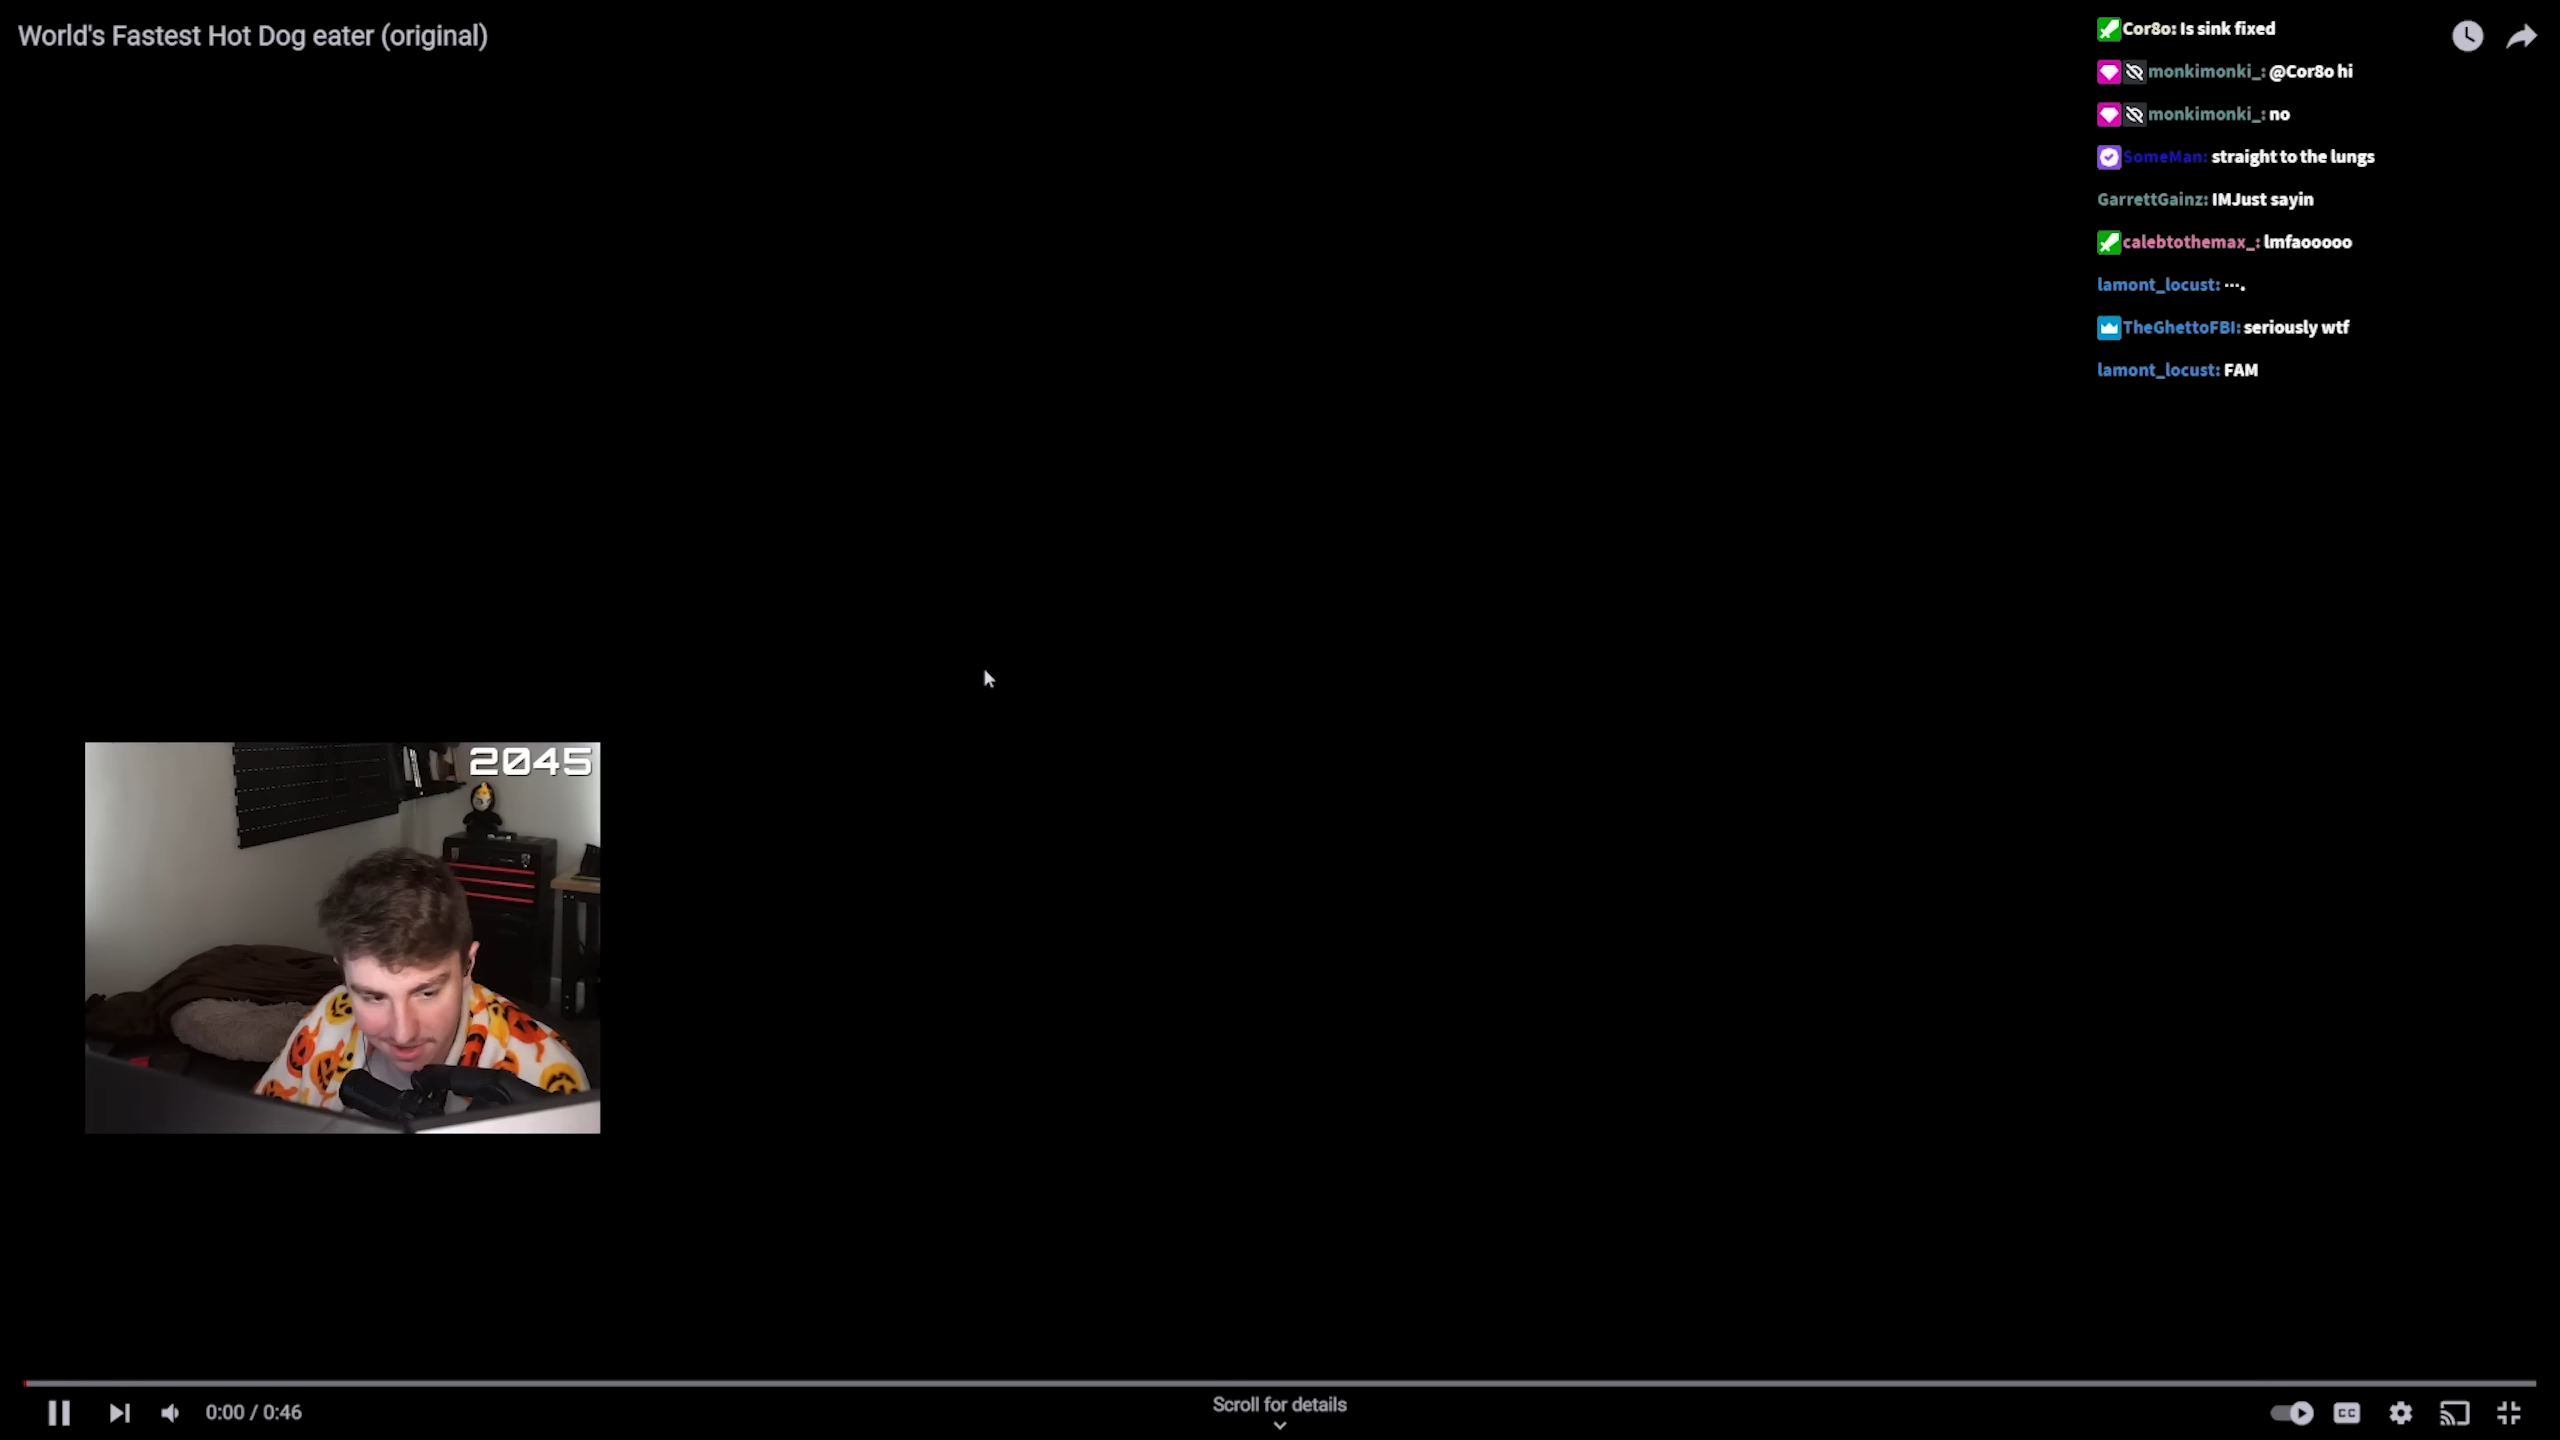 World's Fastest Hot Dog eater (original)
Cor8o: Is sink fixed
monkimonki_: @Cor8o hi
monkimonki_: no
SomeMan: straight to the lungs
GarrettGainz: IMJust sayin
calebtothemax_: lmfaooooo
lamont_locust: ….
TheGhettoFBI: seriously wtf
lamont_locust: FAM
2045
0:00 / 0:46
Scroll for details
CC